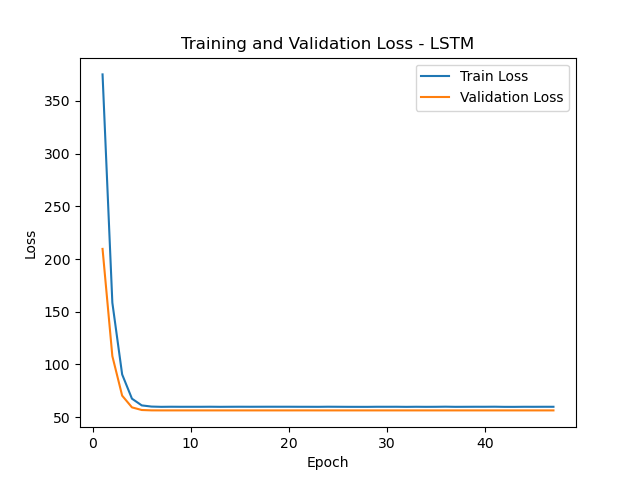 Training and Validation Loss - LSTM
Train Loss
Validation Loss
350
300
250
200
150
100
50
Loss
0 10 20 30 40
Epoch